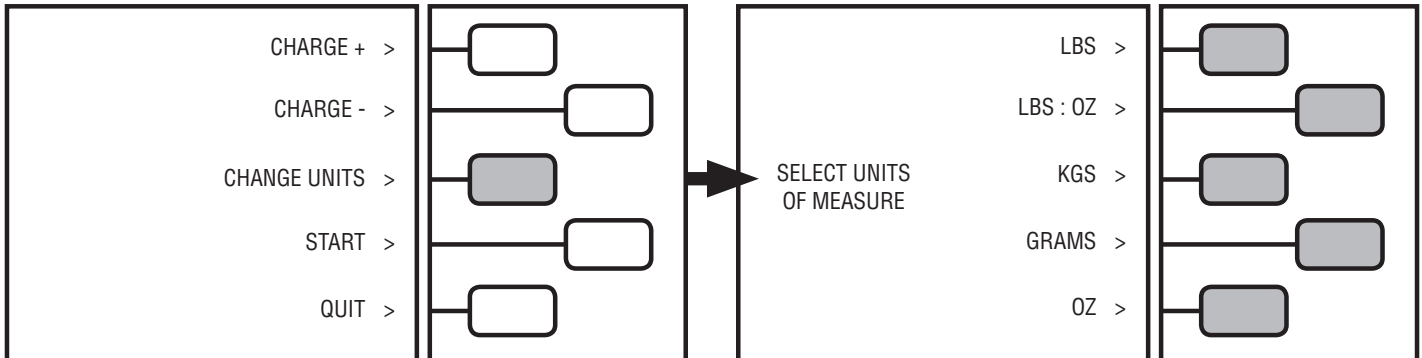 CHARGE + >
CHARGE - >
CHANGE UNITS >
START >
QUIT >
SELECT UNITS
OF MEASURE
LBS >
LBS : OZ >
KGS >
GRAMS >
OZ >